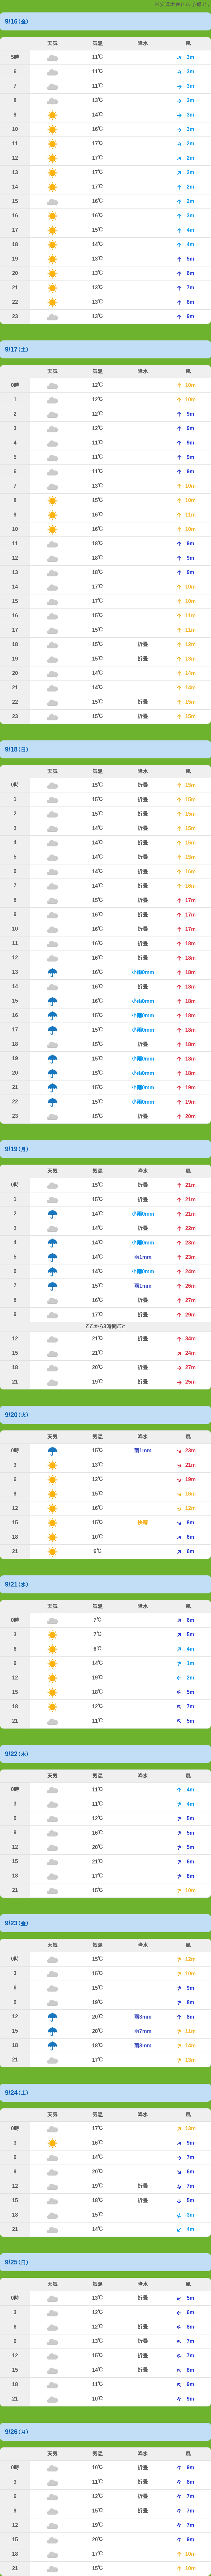 9/16(金)
天気 気温 降水 風
5時 11℃ 3m
6 11℃ 3m
7 11℃ 3m
8 13℃ 3m
9 14℃ 3m
10 16℃ 3m
11 17℃ 2m
12 17℃ 2m
13 17℃ 2m
14 17℃ 2m
15 16℃ 2m
16 16℃ 3m
17 15℃ 4m
18 14℃ 4m
19 13℃ 5m
20 13℃ 6m
21 13℃ 7m
22 13℃ 8m
23 13℃ 9m
9/17(土)
天気 気温 降水 風
0時 12℃ 10m
1 12℃ 10m
2 12℃ 9m
3 12℃ 9m
4 11℃ 9m
5 11℃ 9m
6 11℃ 9m
7 13℃ 10m
8 15℃ 10m
9 16℃ 11m
10 16℃ 10m
11 18℃ 9m
12 18℃ 9m
13 18℃ 9m
14 17℃ 10m
15 17℃ 10m
16 15℃ 11m
17 15℃ 11m
18 15℃ 折畳 12m
19 15℃ 折畳 13m
20 14℃ 14m
21 14℃ 14m
22 15℃ 折畳 15m
23 15℃ 折畳 15m
9/18(日)
天気 気温 降水 風
0時 15℃ 折畳 15m
1 15℃ 折畳 15m
2 15℃ 折畳 15m
3 14℃ 折畳 15m
4 14℃ 折畳 15m
5 14℃ 折畳 15m
6 14℃ 折畳 16m
7 14℃ 折畳 16m
8 15℃ 折畳 17m
9 16℃ 折畳 17m
10 16℃ 折畳 17m
11 16℃ 折畳 18m
12 16℃ 折畳 18m
13 16℃ 小雨0mm 18m
14 16℃ 折畳 18m
15 16℃ 小雨0mm 18m
16 15℃ 小雨0mm 18m
17 15℃ 小雨0mm 18m
18 15℃ 折畳 18m
19 15℃ 小雨0mm 18m
20 15℃ 小雨0mm 18m
21 15℃ 小雨0mm 19m
22 15℃ 小雨0mm 19m
23 15℃ 折畳 20m
9/19(月)
天気 気温 降水 風
0時 15℃ 折畳 21m
1 15℃ 折畳 21m
2 14℃ 小雨0mm 21m
3 14℃ 折畳 22m
4 14℃ 小雨0mm 23m
5 14℃ 雨1mm 23m
6 14℃ 小雨0mm 24m
7 15℃ 雨1mm 26m
8 16℃ 折畳 27m
9 17℃ 折畳 29m
ここから3時間ごと
12 21℃ 折畳 34m
15 21℃ 24m
18 20℃ 折畳 27m
21 19℃ 折畳 25m
9/20(火)
天気 気温 降水 風
0時 15℃ 雨1mm 23m
3 13℃ 21m
6 12℃ 19m
9 15℃ 16m
12 16℃ 12m
15 15℃ 快晴 8m
18 10℃ 6m
21 6℃ 6m
9/21(水)
天気 気温 降水 風
0時 7℃ 6m
3 7℃ 5m
6 6℃ 4m
9 14℃ 1m
12 19℃ 2m
15 18℃ 5m
18 12℃ 7m
21 11℃ 5m
9/22(木)
天気 気温 降水 風
0時 11℃ 4m
3 11℃ 4m
6 12℃ 5m
9 16℃ 5m
12 20℃ 5m
15 21℃ 6m
18 17℃ 8m
21 15℃ 10m
9/23(金)
天気 気温 降水 風
0時 15℃ 12m
3 15℃ 10m
6 15℃ 9m
9 19℃ 8m
12 20℃ 雨3mm 8m
15 20℃ 雨7mm 11m
18 18℃ 雨3mm 14m
21 17℃ 13m
9/24(土)
天気 気温 降水 風
0時 17℃ 13m
3 16℃ 9m
6 14℃ 7m
9 20℃ 6m
12 19℃ 折畳 7m
15 18℃ 折畳 5m
18 15℃ 3m
21 14℃ 4m
9/25(日)
天気 気温 降水 風
0時 13℃ 折畳 5m
3 12℃ 6m
6 12℃ 折畳 8m
9 13℃ 折畳 7m
12 15℃ 折畳 7m
15 14℃ 折畳 8m
18 11℃ 9m
21 10℃ 9m
9/26(月)
天気 気温 降水 風
0時 10℃ 折畳 9m
3 11℃ 折畳 8m
6 12℃ 折畳 7m
9 15℃ 折畳 7m
12 19℃ 7m
15 20℃ 9m
18 17℃ 10m
21 15℃ 10m